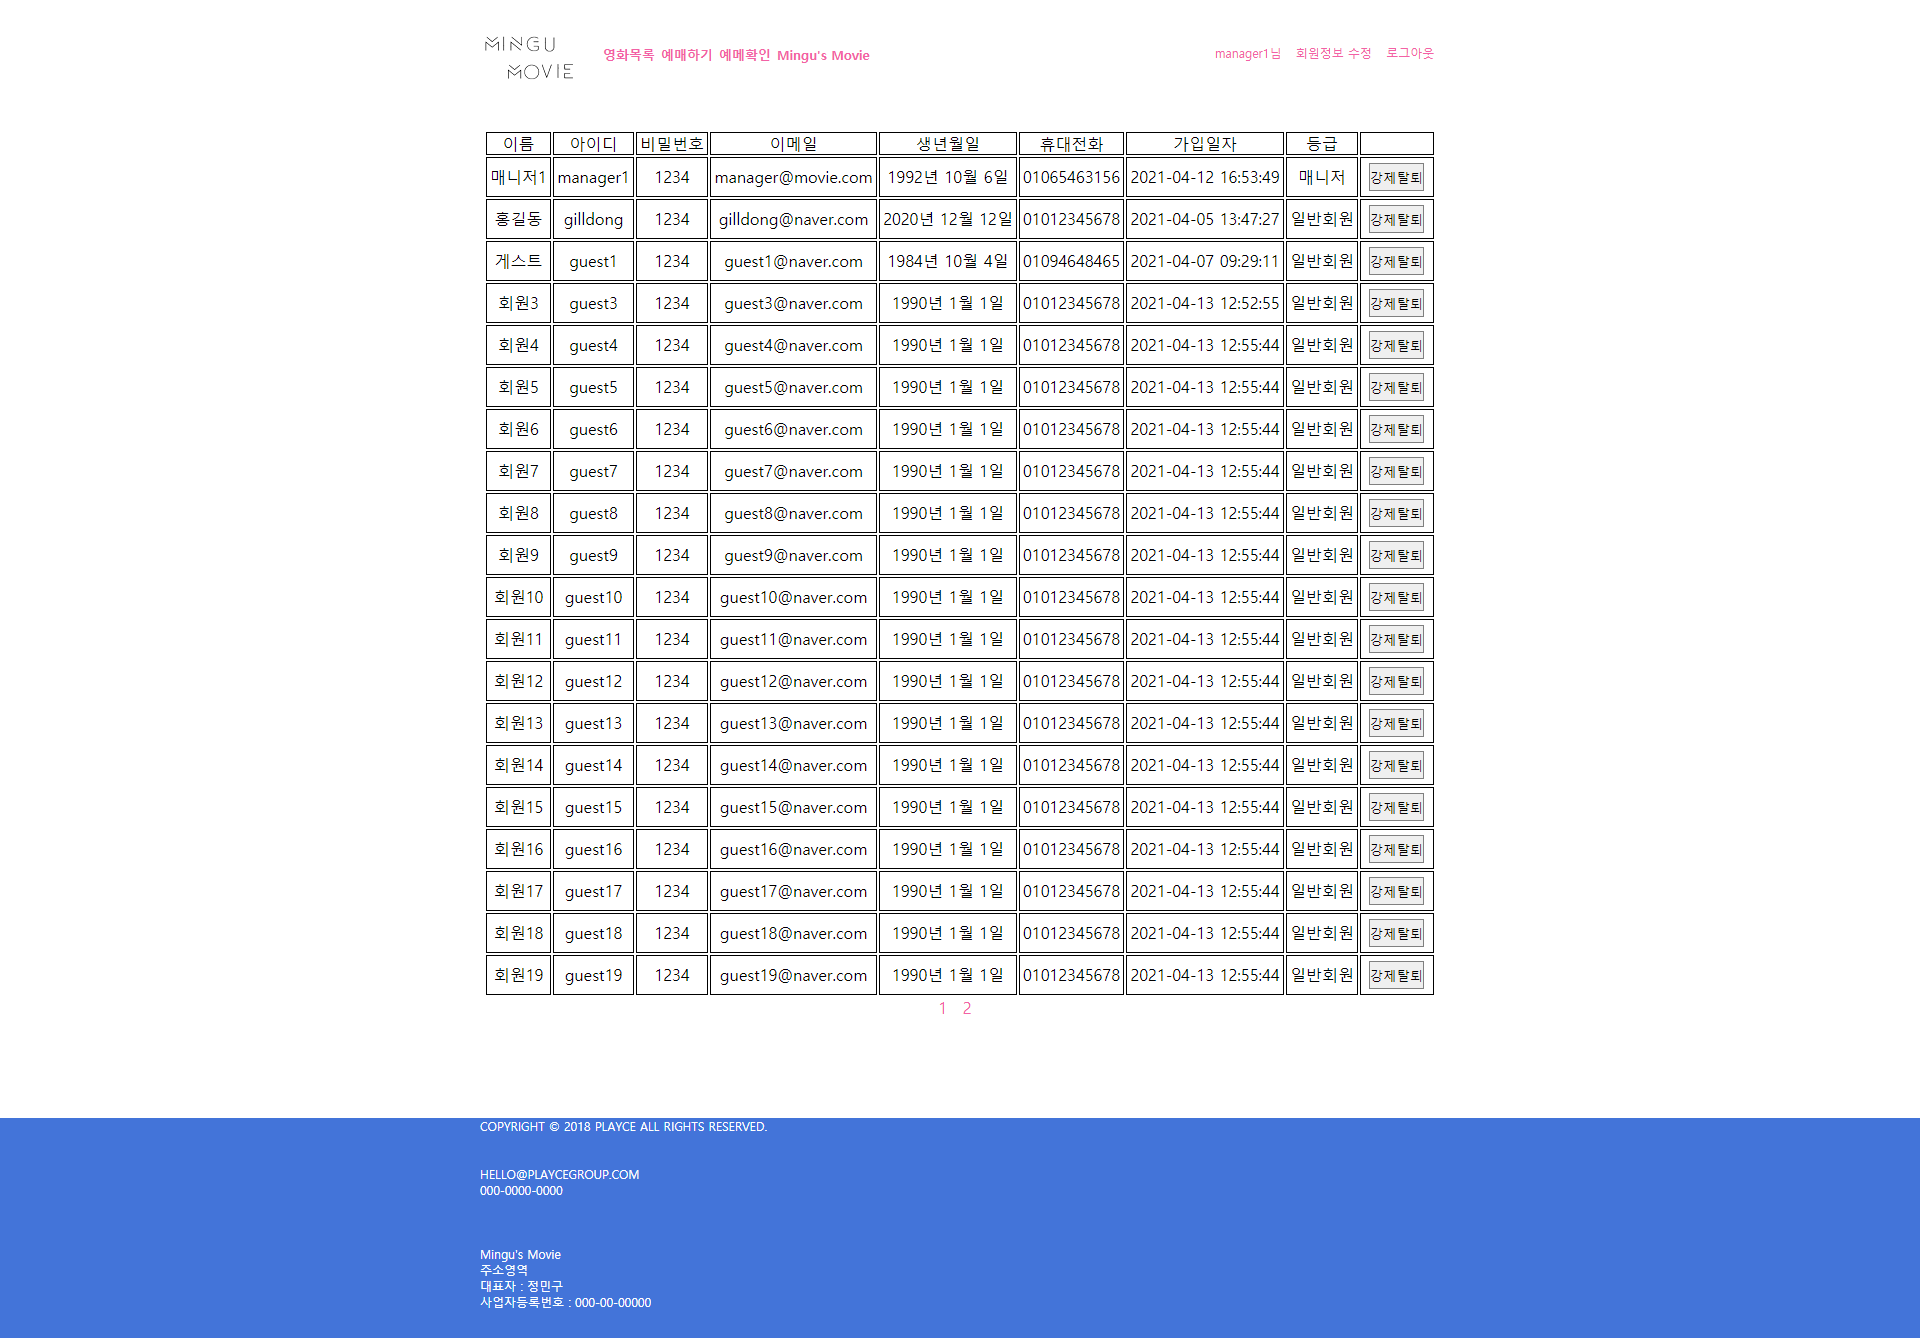 MINGU
MOVIE
영화목록 예매하기 예메확인 Mingu's Movie
manager1님 회원정보 수정 로그아웃
이름 아이디 비밀번호 이메일 생년월일 휴대전화 가입일자 등급
매니저1 manager1 1234 manager@movie.com 1992년 10월 6일 01065463156 2021-04-12 16:53:49 매니저 강제탈퇴
홍길동 gilldong 1234 gilldong@naver.com 2020년 12월 12일 01012345678 2021-04-05 13:47:27 일반회원 강제탈퇴
게스트 guest1 1234 guest1@naver.com 1984년 10월 4일 01094648465 2021-04-07 09:29:11 일반회원 강제탈퇴
회원3 guest3 1234 guest3@naver.com 1990년 1월 1일 01012345678 2021-04-13 12:52:55 일반회원 강제탈퇴
회원4 guest4 1234 guest4@naver.com 1990년 1월 1일 01012345678 2021-04-13 12:55:44 일반회원 강제탈퇴
회원5 guest5 1234 guest5@naver.com 1990년 1월 1일 01012345678 2021-04-13 12:55:44 일반회원 강제탈퇴
회원6 guest6 1234 guest6@naver.com 1990년 1월 1일 01012345678 2021-04-13 12:55:44 일반회원 강제탈퇴
회원7 guest7 1234 guest7@naver.com 1990년 1월 1일 01012345678 2021-04-13 12:55:44 일반회원 강제탈퇴
회원8 guest8 1234 guest8@naver.com 1990년 1월 1일 01012345678 2021-04-13 12:55:44 일반회원 강제탈퇴
회원9 guest9 1234 guest9@naver.com 1990년 1월 1일 01012345678 2021-04-13 12:55:44 일반회원 강제탈퇴
회원10 guest10 1234 guest10@naver.com 1990년 1월 1일 01012345678 2021-04-13 12:55:44 일반회원 강제탈퇴
회원11 guest11 1234 guest11@naver.com 1990년 1월 1일 01012345678 2021-04-13 12:55:44 일반회원 강제탈퇴
회원12 guest12 1234 guest12@naver.com 1990년 1월 1일 01012345678 2021-04-13 12:55:44 일반회원 강제탈퇴
회원13 guest13 1234 guest13@naver.com 1990년 1월 1일 01012345678 2021-04-13 12:55:44 일반회원 강제탈퇴
회원14 guest14 1234 guest14@naver.com 1990년 1월 1일 01012345678 2021-04-13 12:55:44 일반회원 강제탈퇴
회원15 guest15 1234 guest15@naver.com 1990년 1월 1일 01012345678 2021-04-13 12:55:44 일반회원 강제탈퇴
회원16 guest16 1234 guest16@naver.com 1990년 1월 1일 01012345678 2021-04-13 12:55:44 일반회원 강제탈퇴
회원17 guest17 1234 guest17@naver.com 1990년 1월 1일 01012345678 2021-04-13 12:55:44 일반회원 강제탈퇴
회원18 guest18 1234 guest18@naver.com 1990년 1월 1일 01012345678 2021-04-13 12:55:44 일반회원 강제탈퇴
회원19 guest19 1234 guest19@naver.com 1990년 1월 1일 01012345678 2021-04-13 12:55:44 일반회원 강제탈퇴
1 2
COPYRIGHT © 2018 PLAYCE ALL RIGHTS RESERVED.
HELLO@PLAYCEGROUP.COM
000-0000-0000
Mingu's Movie
주소영역
대표자 : 정민구
사업자등록번호 : 000-00-00000